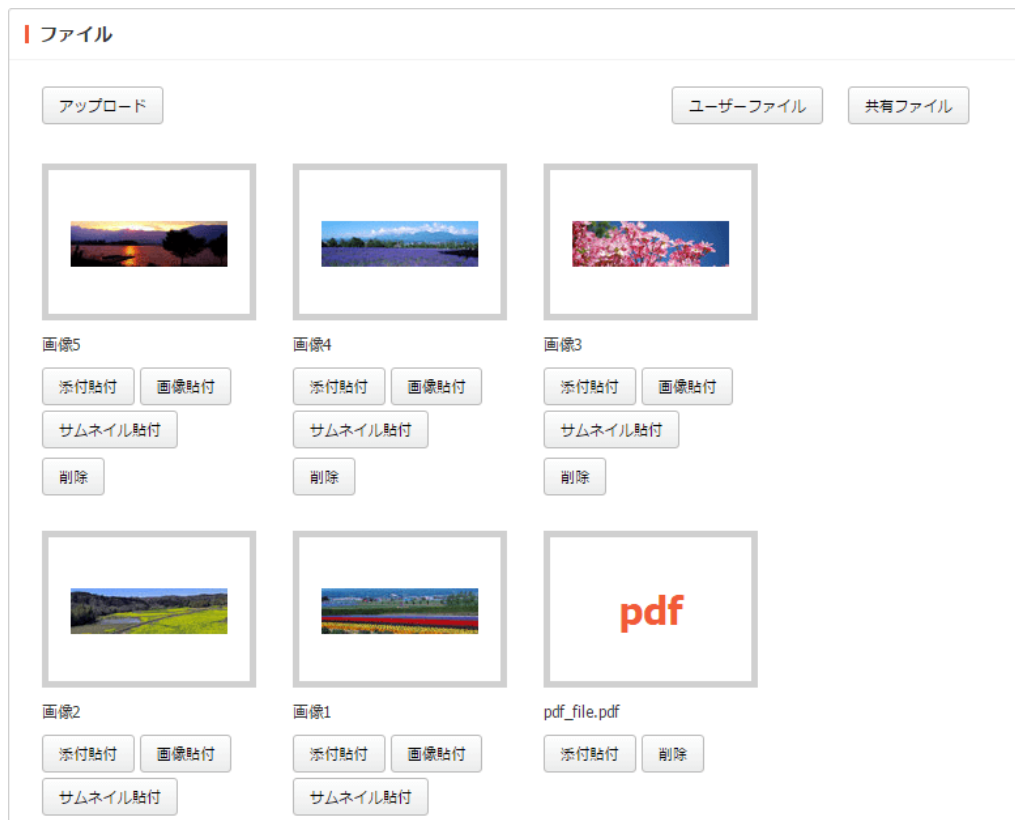 ファイル
アップロード ユーザーファイル 共有ファイル
画像5 画像4 画像3
添付貼付 画像貼付 添付貼付 画像貼付 添付貼付 画像貼付
サムネイル貼付 サムネイル貼付 サムネイル貼付
削除 削除 削除
pdf
画像2 画像1 pdf_file.pdf
添付貼付 画像貼付 添付貼付 画像貼付 添付貼付 削除
サムネイル貼付 サムネイル貼付